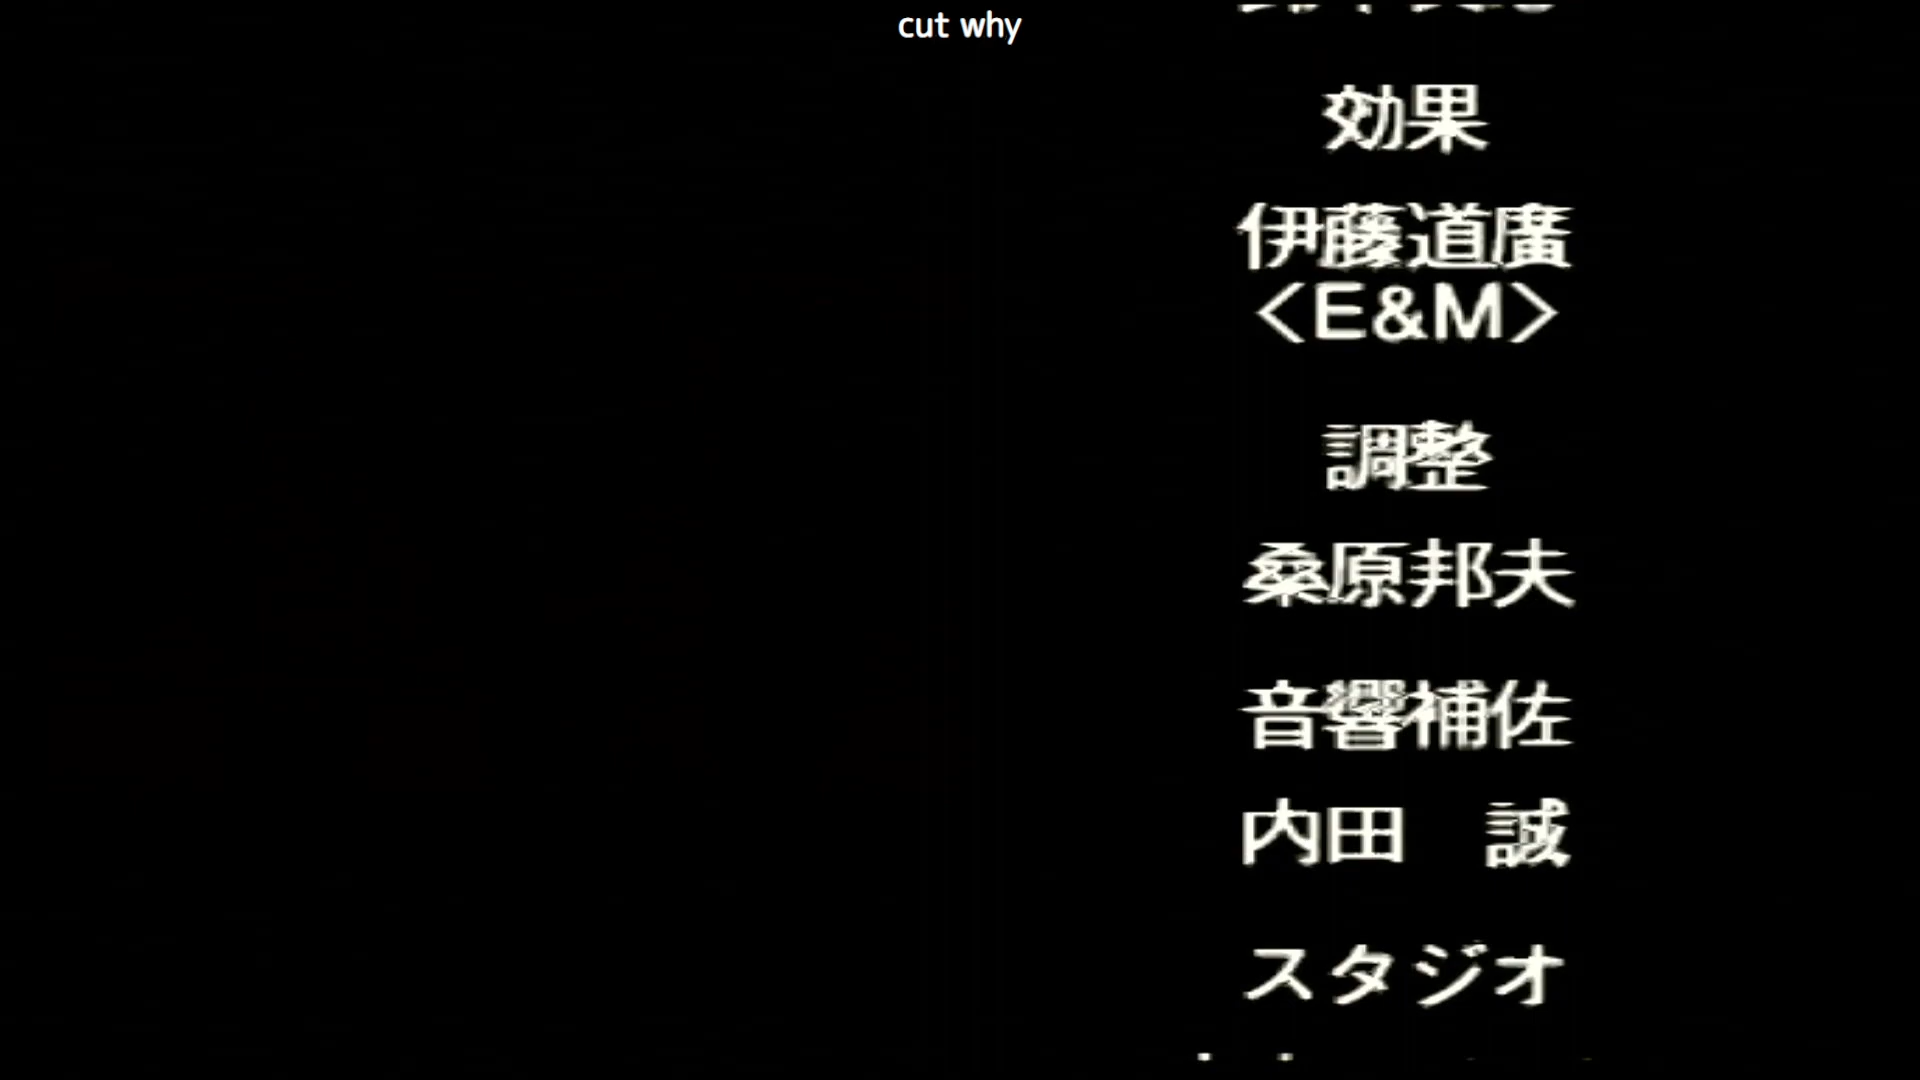 cut why
効果
伊藤道廣
<E&M>
調整
桑原邦夫
音響補佐
内田 誠
スタジオ